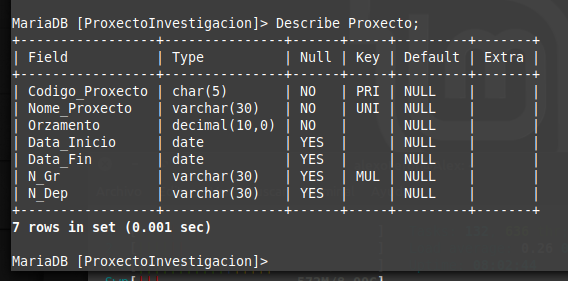 MariaDB [ProxectoInvestigacion]> Describe Proxecto;
+-----------------+---------------+------+-----+---------+-------+
| Field           | Type          | Null | Key | Default | Extra |
+-----------------+---------------+------+-----+---------+-------+
| Codigo_Proxecto | char(5)       | NO   | PRI | NULL    |       |
| Nome_Proxecto   | varchar(30)   | NO   | UNI | NULL    |       |
| Orzamento       | decimal(10,0) | NO   |     | NULL    |       |
| Data_Inicio     | date          | YES  |     | NULL    |       |
| Data_Fin        | date          | YES  |     | NULL    |       |
| N_Gr            | varchar(30)   | YES  | MUL | NULL    |       |
| N_Dep           | varchar(30)   | YES  |     | NULL    |       |
+-----------------+---------------+------+-----+---------+-------+
7 rows in set (0.001 sec)
MariaDB [ProxectoInvestigacion]>